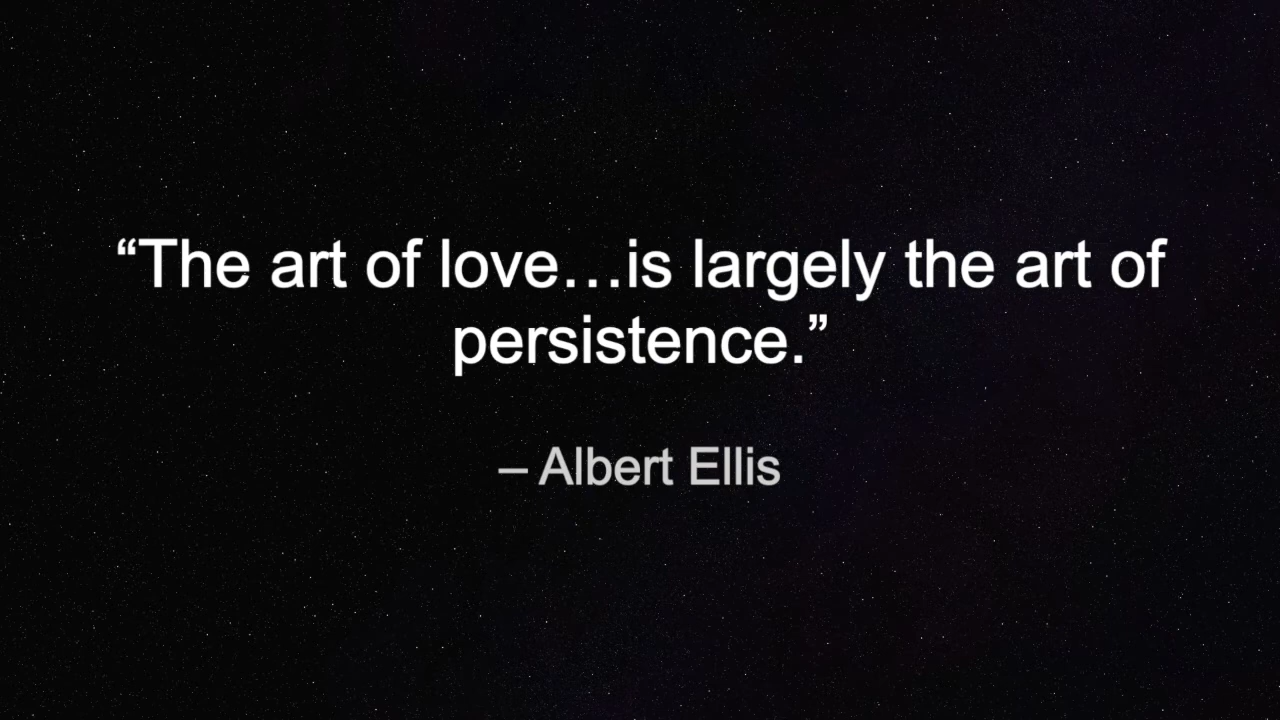 “The art of love…is largely the art of
persistence.”
– Albert Ellis